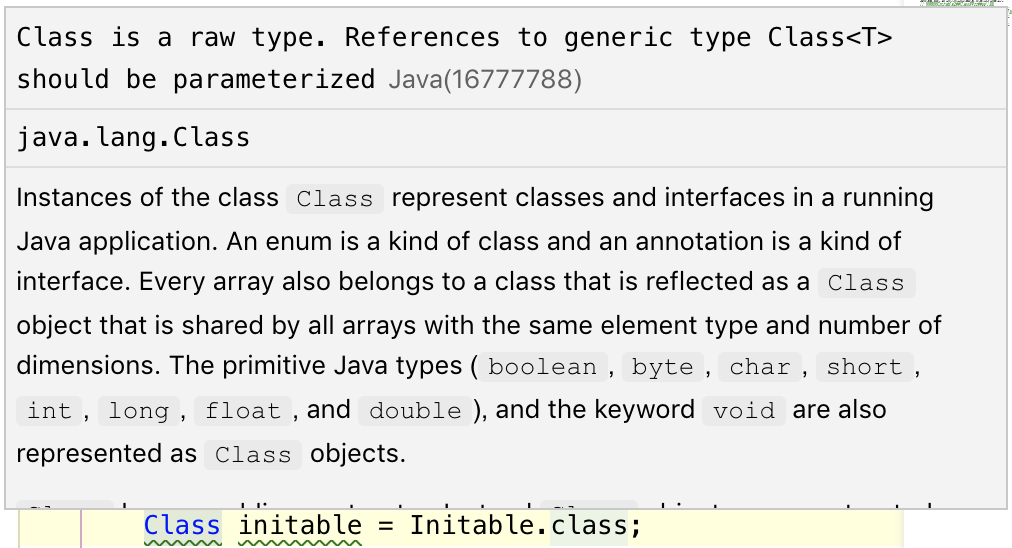 Class is a raw type. References to generic type Class<T>
should be parameterized Java(16777788)
java.lang.Class
Instances of the class Class represent classes and interfaces in a running
Java application. An enum is a kind of class and an annotation is a kind of
interface. Every array also belongs to a class that is reflected as a Class
object that is shared by all arrays with the same element type and number of
dimensions. The primitive Java types ( boolean , byte , char , short ,
int , long , float , and double ), and the keyword void are also
represented as Class objects.
Class initable = Initable.class;